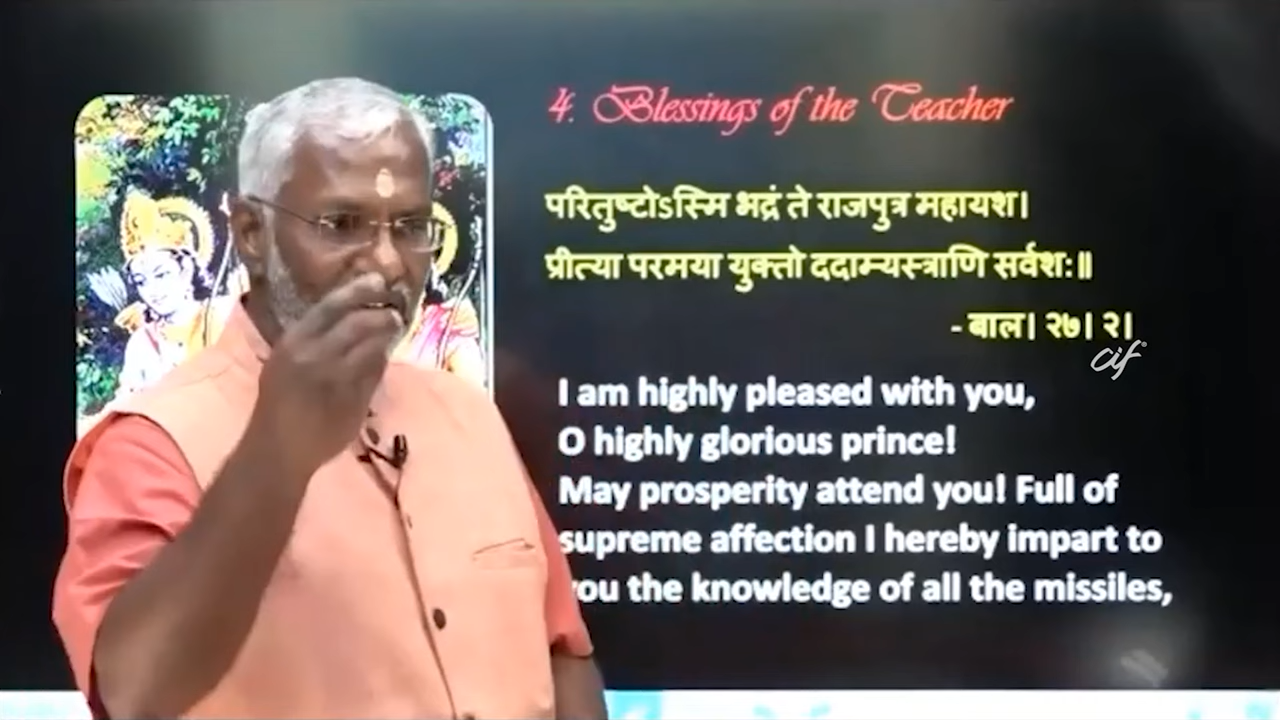 4. Blessings of the Teacher
परितुष्टोऽस्मि भद्रं ते राजपुत्र महायश।
प्रीत्या परमया युक्तो ददाम्यस्त्राणि सर्वश:॥
- बाल। २७। २।
cif
I am highly pleased with you,
O highly glorious prince!
May prosperity attend you! Full of
supreme affection I hereby impart to
you the knowledge of all the missiles,